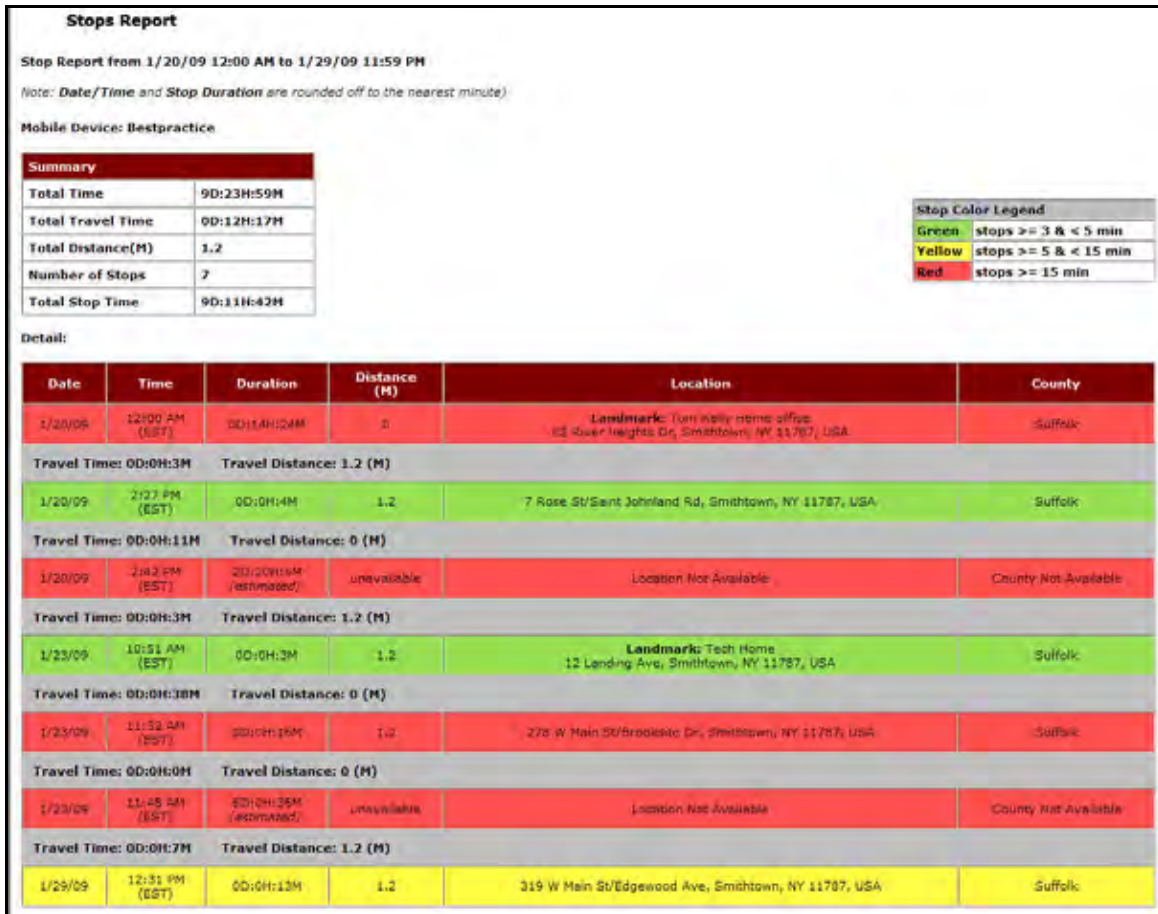 Stops Report
Stop Report from 1/20/09 12:00 AM to 1/29/09 11:59 PM
Note: Date/Time and Stop Duration are rounded off to the nearest minute)
Mobile Device: Bestpractice
Summary
Total Time 9D:23H:59M
Total Travel Time 0D:12H:17M
Total Distance(M) 1.2
Number of Stops 7
Total Stop Time 9D:11H:42M
Stop Color Legend
Green stops >= 3 & < 5 min
Yellow stops >= 5 & < 15 min
Red stops >= 15 min
Detail:
Date Time Duration Distance (M) Location County
1/20/09 12:00 AM (EST) 0D:14H:24M 0 Landmark: Tom Kelly Home office
River Heights Dr, Smithtown, NY 11787, USA Suffolk
Travel Time: 0D:0H:3M Travel Distance: 1.2 (M)
1/20/09 2:27 PM (EST) 0D:0H:4M 1.2 7 Rose St/Saint Johnland Rd, Smithtown, NY 11787, USA Suffolk
Travel Time: 0D:0H:11M Travel Distance: 0 (M)
1/20/09 2:42 PM (EST) 2D:20H:6M (estimated) unavailable Location Not Available County Not Available
Travel Time: 0D:0H:3M Travel Distance: 1.2 (M)
1/23/09 10:51 AM (EST) 0D:0H:3M 1.2 Landmark: Tech Home
12 Landing Ave, Smithtown, NY 11787, USA Suffolk
Travel Time: 0D:0H:38M Travel Distance: 0 (M)
1/23/09 11:32 AM (EST) 0D:0H:16M 1.2 278 W Main St/Brookside Dr, Smithtown, NY 11787, USA Suffolk
Travel Time: 0D:0H:0M Travel Distance: 0 (M)
1/23/09 11:48 AM (EST) 6D:0H:36M (estimated) unavailable Location Not Available County Not Available
Travel Time: 0D:0H:7M Travel Distance: 1.2 (M)
1/29/09 12:31 PM (EST) 0D:0H:13M 1.2 319 W Main St/Edgewood Ave, Smithtown, NY 11787, USA Suffolk